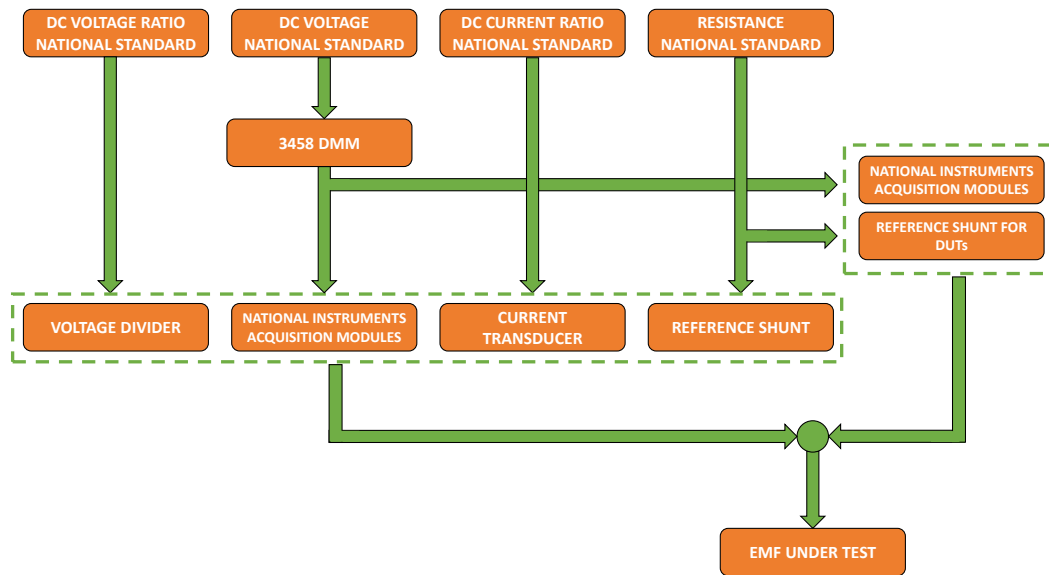 DC VOLTAGE RATIO
NATIONAL STANDARD
DC VOLTAGE
NATIONAL STANDARD
DC CURRENT RATIO
NATIONAL STANDARD
RESISTANCE
NATIONAL STANDARD
3458 DMM
NATIONAL INSTRUMENTS
ACQUISITION MODULES
REFERENCE SHUNT FOR
DUTs
VOLTAGE DIVIDER
NATIONAL INSTRUMENTS
ACQUISITION MODULES
CURRENT
TRANSDUCER
REFERENCE SHUNT
EMF UNDER TEST